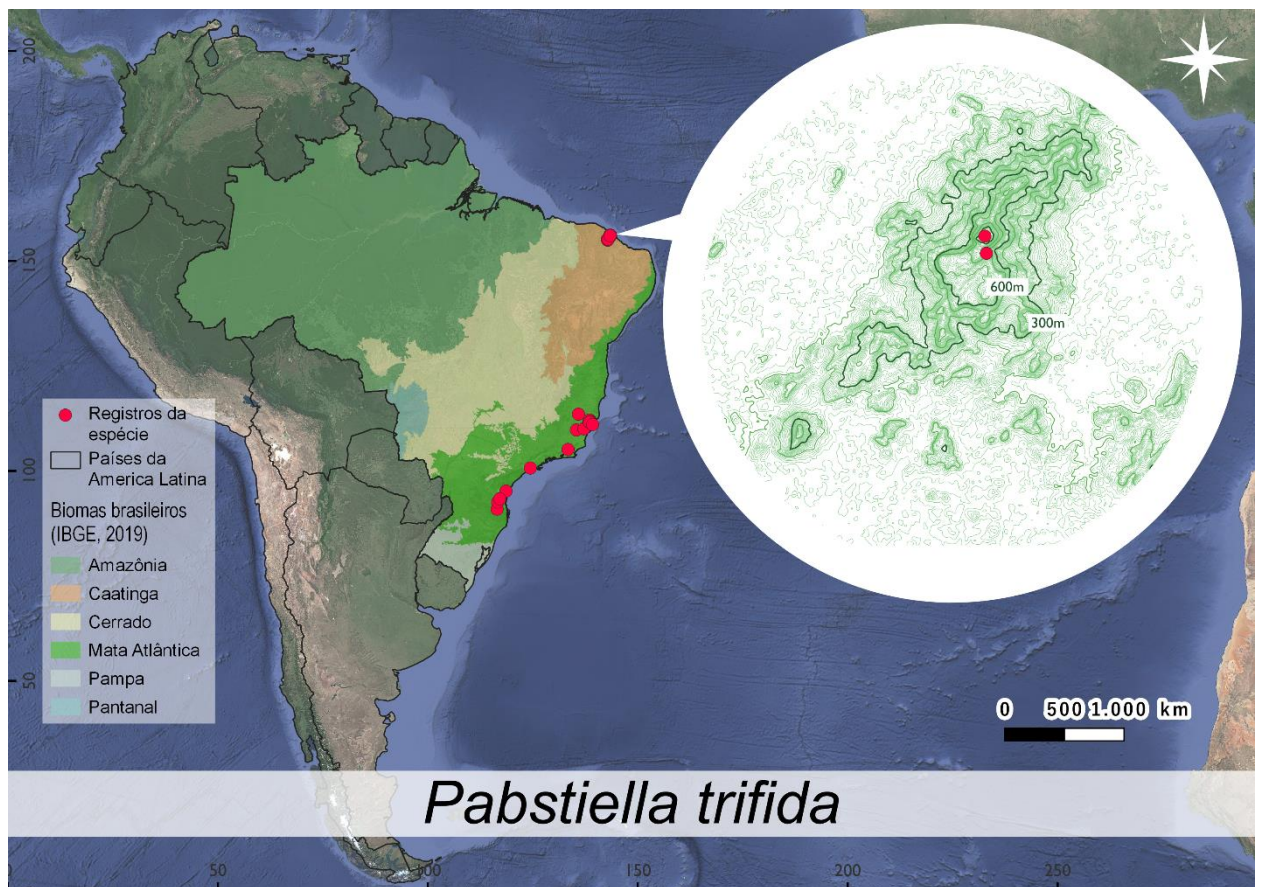 200
150
100
50
600m
300m
Registros da
espécie
Países da
America Latina
Biomas brasileiros
(IBGE, 2019)
Amazônia
Caatinga
Cerrado
Mata Atlântica
Pampa
Pantanal
0 500 1.000 km
Pabstiella trifida
50 100 150 200 250